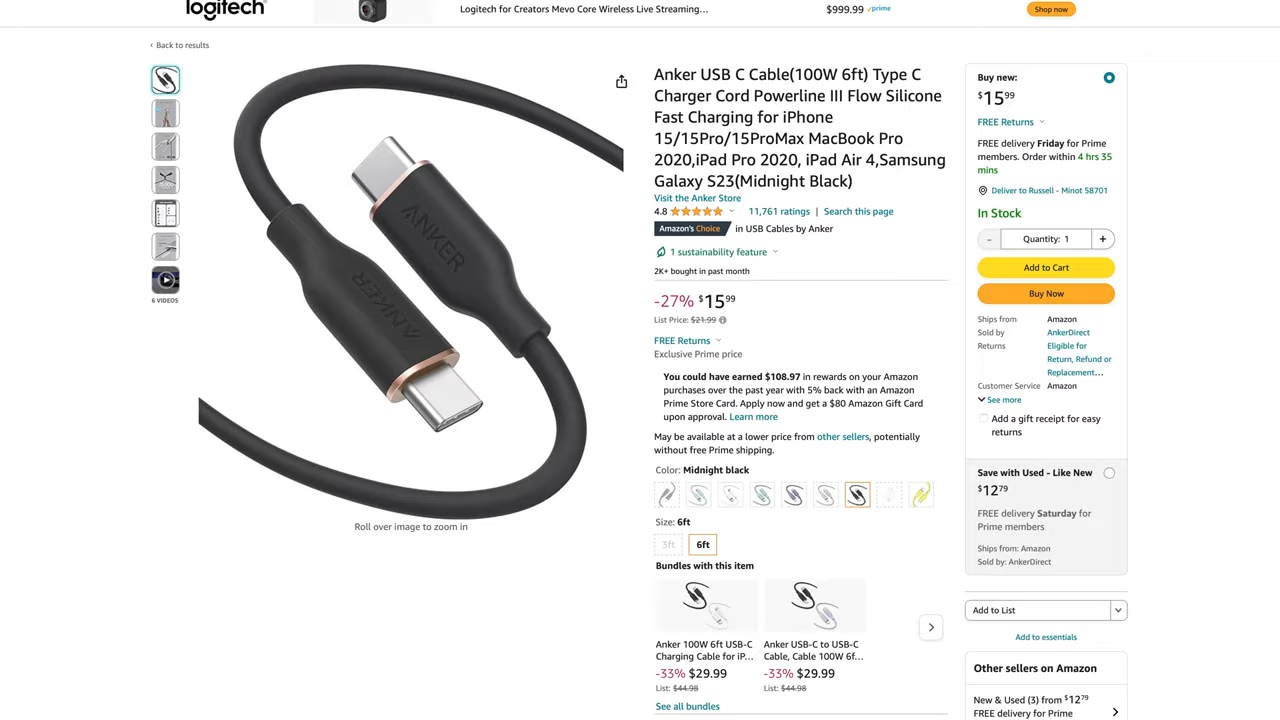 logitech
Logitech for Creators Mevo Core Wireless Live Streaming...
$999.99 prime
Shop now
‹ Back to results
6 VIDEOS
ANKER
ANKER
Roll over image to zoom in
Anker USB C Cable(100W 6ft) Type C
Charger Cord Powerline III Flow Silicone
Fast Charging for iPhone
15/15Pro/15ProMax MacBook Pro
2020,iPad Pro 2020, iPad Air 4,Samsung
Galaxy S23(Midnight Black)
Visit the Anker Store
4.8 11,761 ratings | Search this page
Amazon's Choice in USB Cables by Anker
1 sustainability feature
2K+ bought in past month
-27% $15 99
List Price: $21.99
FREE Returns
Exclusive Prime price
You could have earned $108.97 in rewards on your Amazon
purchases over the past year with 5% back with an Amazon
Prime Store Card. Apply now and get a $80 Amazon Gift Card
upon approval. Learn more
May be available at a lower price from other sellers, potentially
without free Prime shipping.
Color: Midnight black
Size: 6ft
3ft 6ft
Bundles with this item
Anker 100W 6ft USB-C
Charging Cable for iP...
-33% $29.99
List: $44.98
Anker USB-C to USB-C
Cable, Cable 100W 6f...
-33% $29.99
List: $44.98
See all bundles
Buy new:
$15 99
FREE Returns
FREE delivery Friday for Prime
members. Order within 4 hrs 35
mins
Deliver to Russell - Minot 58701
In Stock
- Quantity: 1 +
Add to Cart
Buy Now
Ships from Amazon
Sold by AnkerDirect
Returns Eligible for
Return, Refund or
Replacement...
Customer Service Amazon
See more
Add a gift receipt for easy
returns
Save with Used - Like New
$12 79
FREE delivery Saturday for
Prime members
Ships from: Amazon
Sold by: AnkerDirect
Add to List
Add to essentials
Other sellers on Amazon
New & Used (3) from $12 79
FREE delivery for Prime